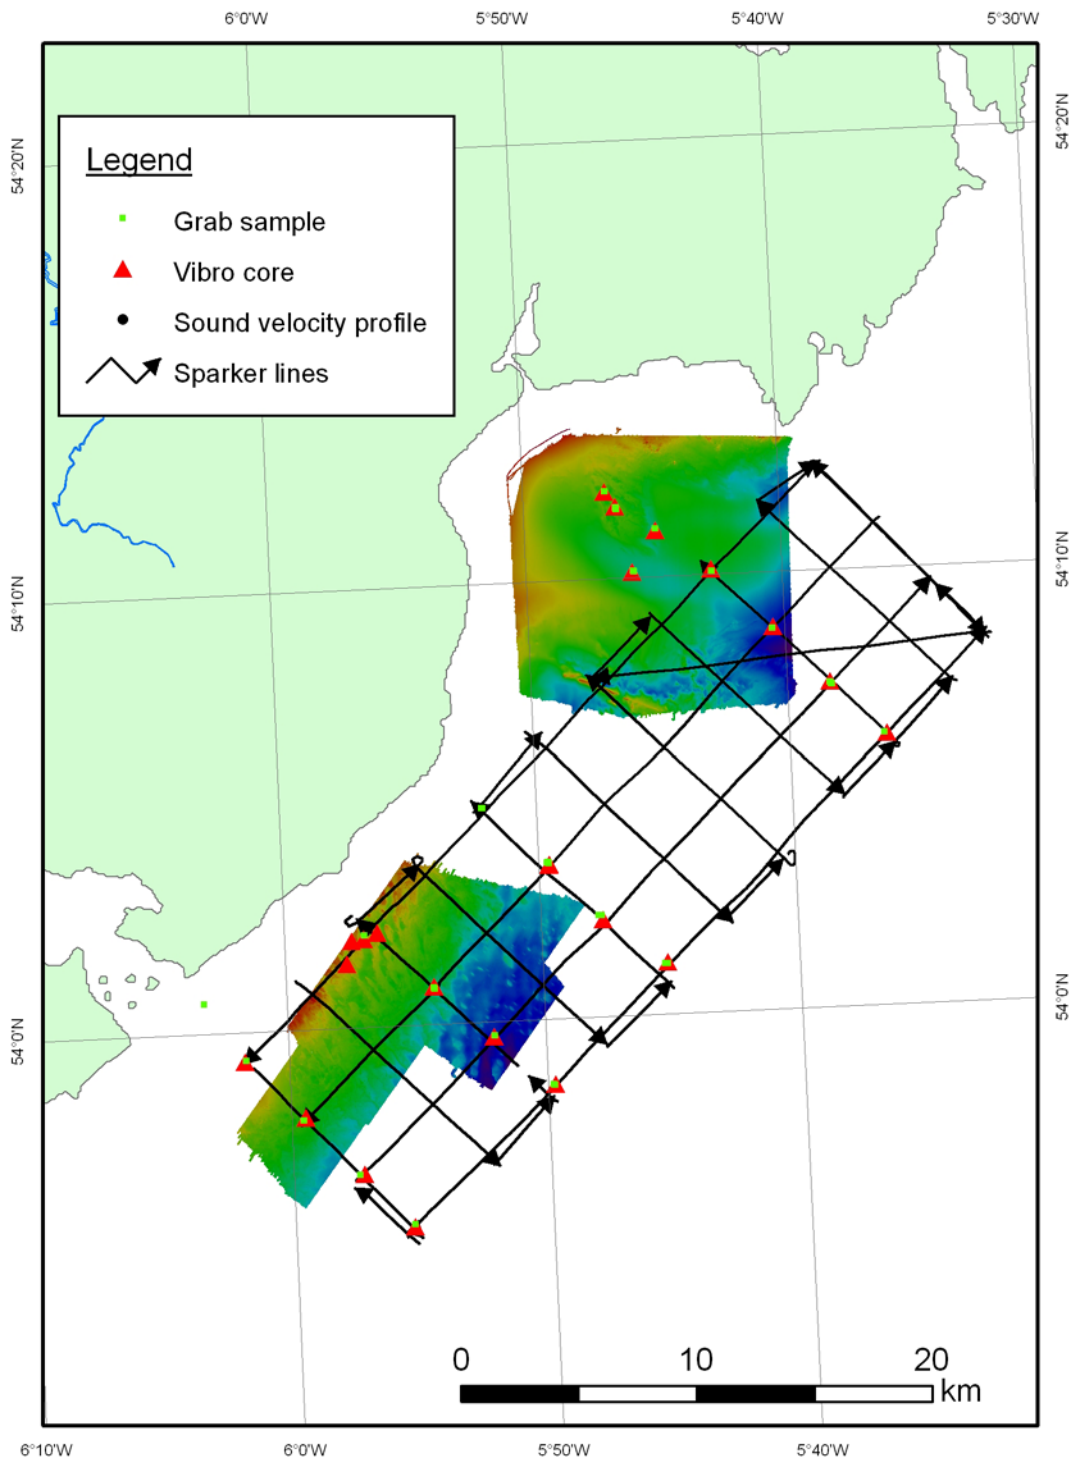 6°0'W 5°50'W 5°40'W 5°30'W
54°20'N 54°20'N
Legend
Grab sample
Vibro core
Sound velocity profile
Sparker lines
54°10'N 54°10'N
54°0'N 54°0'N
0 10 20
km
6°10'W 6°0'W 5°50'W 5°40'W